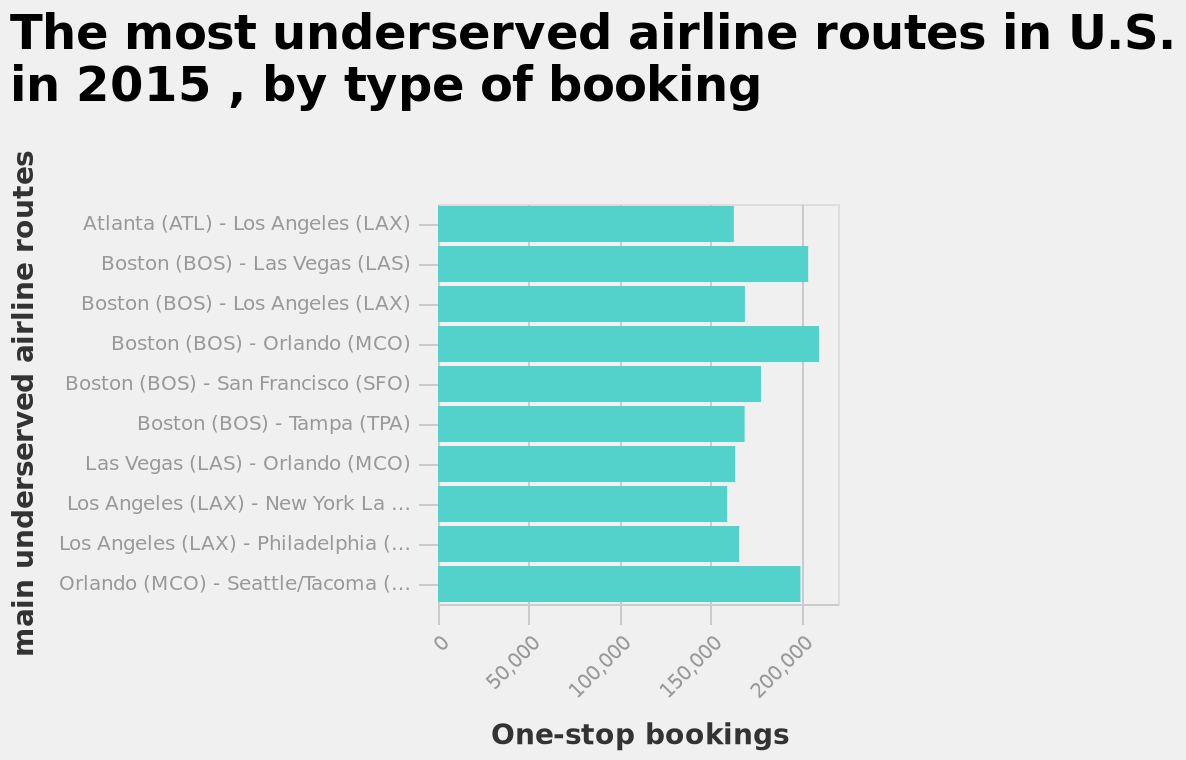 The most underserved airline routes in U.S.
in 2015 , by type of booking
main underserved airline routes
Atlanta (ATL) - Los Angeles (LAX)
Boston (BOS) - Las Vegas (LAS)
Boston (BOS) - Los Angeles (LAX)
Boston (BOS) - Orlando (MCO)
Boston (BOS) - San Francisco (SFO)
Boston (BOS) - Tampa (TPA)
Las Vegas (LAS) - Orlando (MCO)
Los Angeles (LAX) - New York La ...
Los Angeles (LAX) - Philadelphia (...
Orlando (MCO) - Seattle/Tacoma (...
0
50,000
100,000
150,000
200,000
One-stop bookings